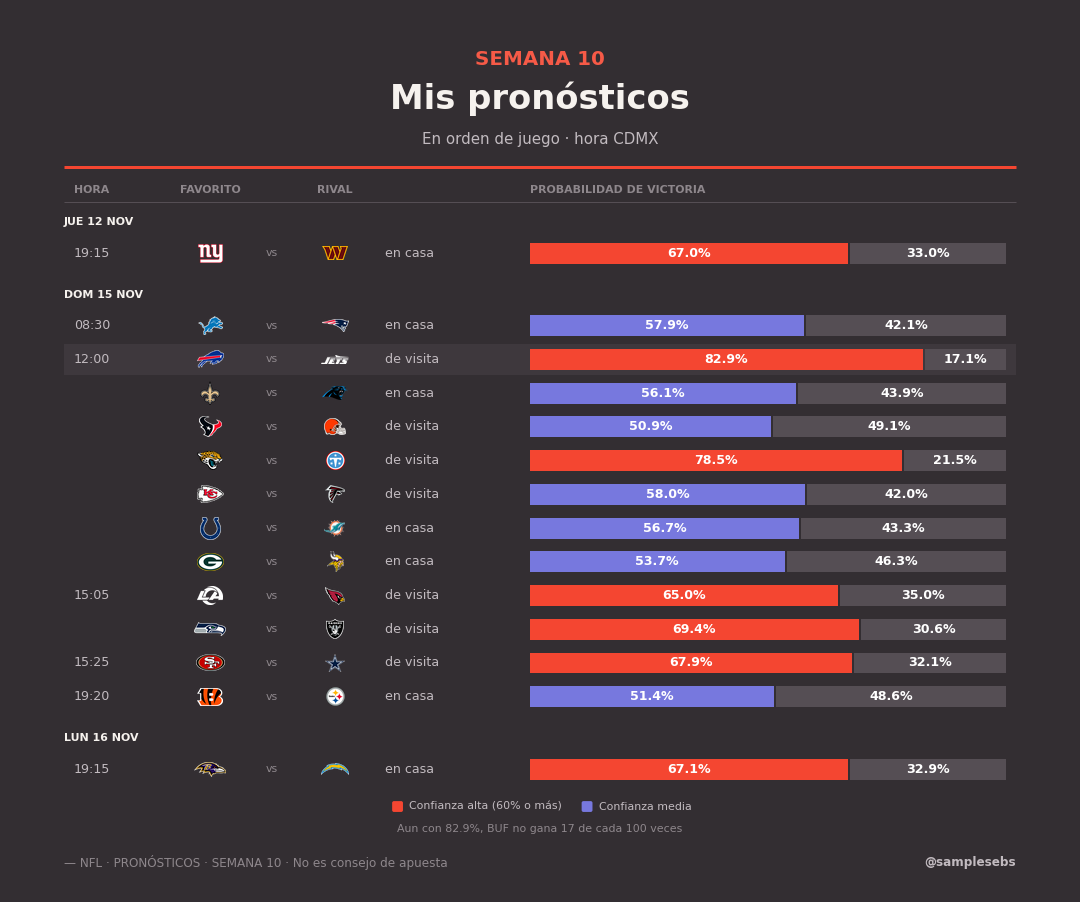 SEMANA 10
Mis pronósticos
En orden de juego · hora CDMX
HORA FAVORITO RIVAL PROBABILIDAD DE VICTORIA
JUE 12 NOV
19:15 ny vs W en casa 67.0% 33.0%
DOM 15 NOV
08:30 vs en casa 57.9% 42.1%
12:00 vs JETS de visita 82.9% 17.1%
vs en casa 56.1% 43.9%
vs de visita 50.9% 49.1%
vs de visita 78.5% 21.5%
KC vs de visita 58.0% 42.0%
vs en casa 56.7% 43.3%
G vs en casa 53.7% 46.3%
15:05 LA vs de visita 65.0% 35.0%
vs de visita 69.4% 30.6%
15:25 SF vs de visita 67.9% 32.1%
19:20 B vs en casa 51.4% 48.6%
LUN 16 NOV
19:15 vs en casa 67.1% 32.9%
Confianza alta (60% o más) Confianza media
Aun con 82.9%, BUF no gana 17 de cada 100 veces
— NFL · PRONÓSTICOS · SEMANA 10 · No es consejo de apuesta @samplesebs